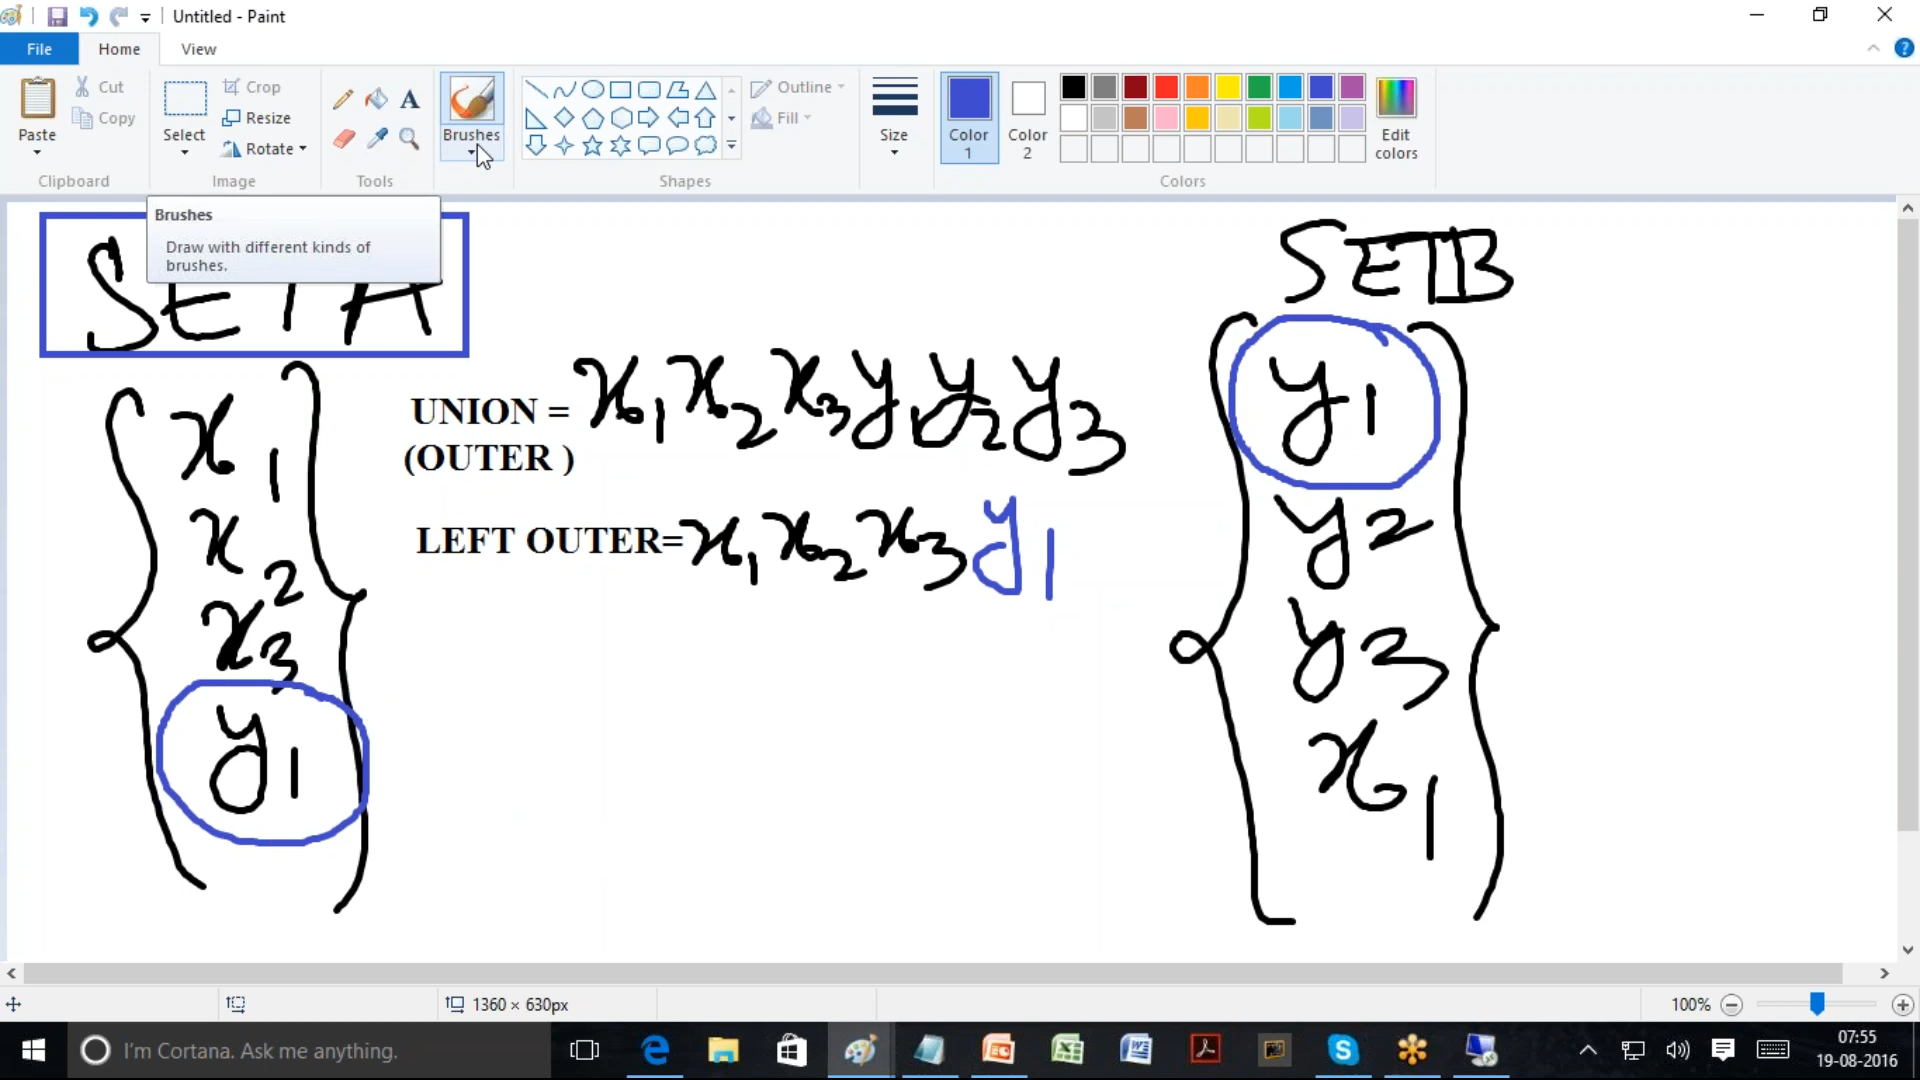 Untitled - Paint
File Home View
Paste
Cut
Copy
Clipboard
Select
Crop
Resize
Rotate
Image
A
Tools
Brushes
Shapes
Outline
Fill
Size
Color 1
Color 2
Edit colors
Colors
Brushes
Draw with different kinds of brushes.
SET A
x1
x2
x3
y1
UNION = x1 x2 x3 y1 y2 y3
(OUTER )
LEFT OUTER= x1 x2 x3 y1
SET B
y1
y2
y3
x1
1360 × 630px
100%
I'm Cortana. Ask me anything.
07:55
19-08-2016